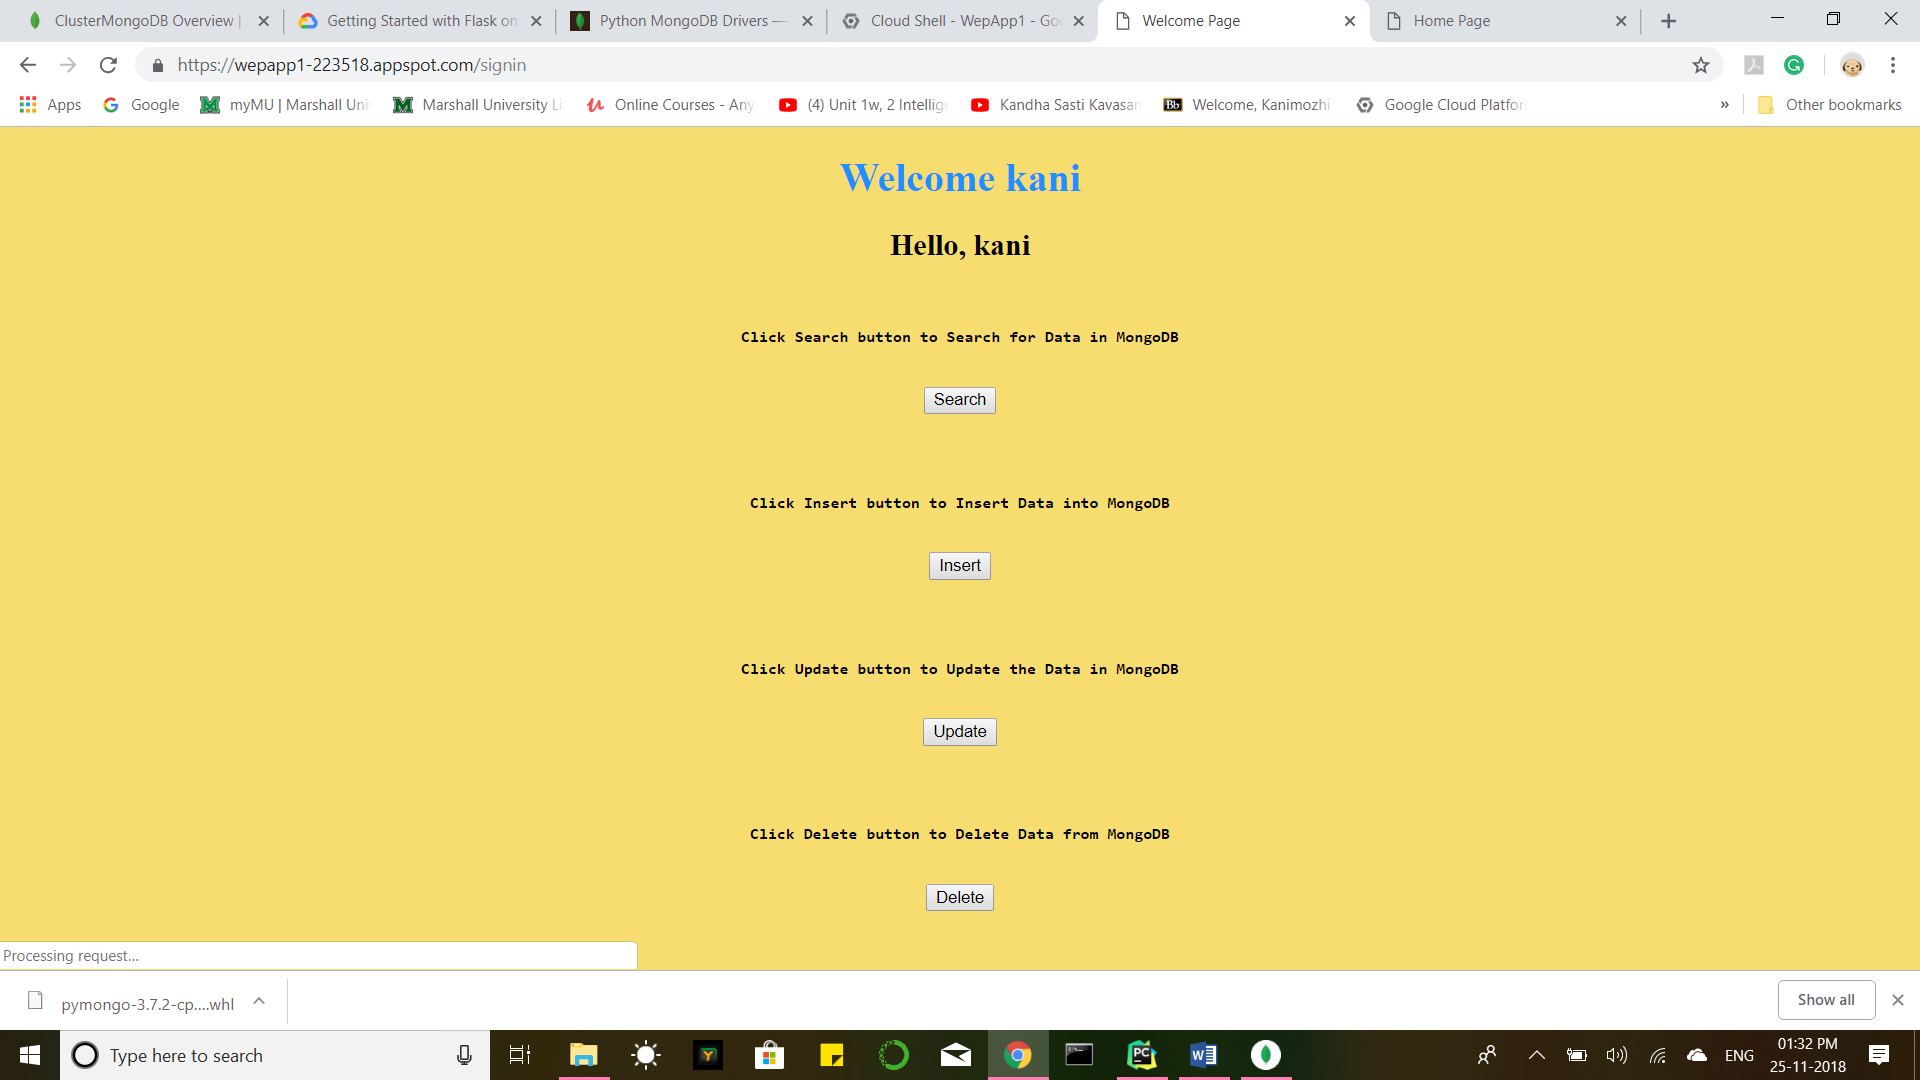 ClusterMongoDB Overview |
Getting Started with Flask on
Python MongoDB Drivers —
Cloud Shell - WepApp1 - Goo
Welcome Page
Home Page
https://wepapp1-223518.appspot.com/signin
Apps
Google
myMU | Marshall Uni
Marshall University Li
Online Courses - Any
(4) Unit 1w, 2 Intellige
Kandha Sasti Kavasam
Bb
Welcome, Kanimozhi
Google Cloud Platfor
»
Other bookmarks
Welcome kani
Hello, kani
Click Search button to Search for Data in MongoDB
Search
Click Insert button to Insert Data into MongoDB
Insert
Click Update button to Update the Data in MongoDB
Update
Click Delete button to Delete Data from MongoDB
Delete
Processing request...
pymongo-3.7.2-cp....whl
Show all
Type here to search
ENG
01:32 PM
25-11-2018